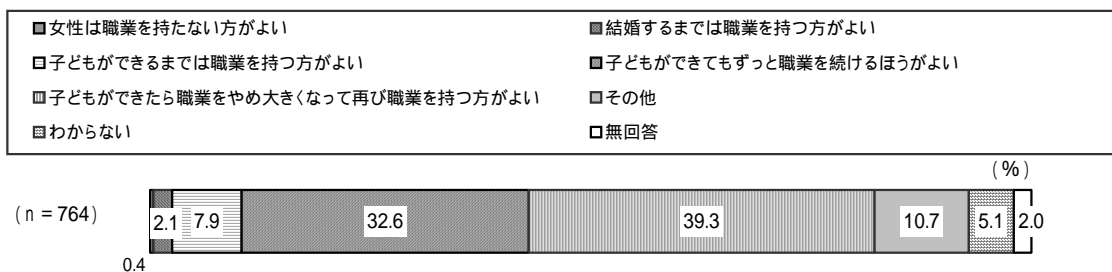 女性は職業を持たない方がよい 結婚するまでは職業を持つ方がよい
子どもができるまでは職業を持つ方がよい 子どもができてもずっと職業を続けるほうがよい
子どもができたら職業をやめ大きくなって再び職業を持つ方がよい その他
わからない 無回答
(%)
(n=764) 2.1 7.9 32.6 39.3 10.7 5.1 2.0
0.4